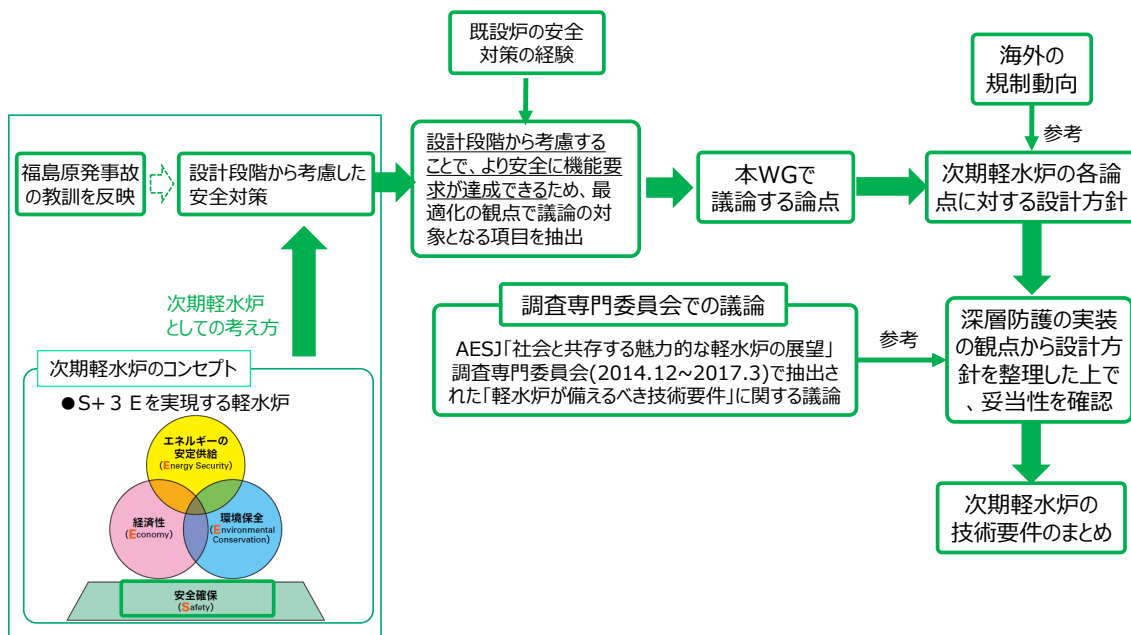 既設炉の安全
対策の経験
海外の
規制動向
参考
福島原発事故
の教訓を反映
設計段階から考慮した
安全対策
設計段階から考慮する
ことで、より安全に機能要
求が達成できるため、最
適化の観点で議論の対
象となる項目を抽出
本WGで
議論する論点
次期軽水炉の各論
点に対する設計方針
次期軽水炉
としての考え方
調査専門委員会での議論
AESJ「社会と共存する魅力的な軽水炉の展望」
調査専門委員会(2014.12~2017.3)で抽出さ
れた「軽水炉が備えるべき技術要件」に関する議論
参考
深層防護の実装
の観点から設計方
針を整理した上で
、妥当性を確認
次期軽水炉のコンセプト
●S+３Ｅを実現する軽水炉
エネルギーの
安定供給
(Energy Security)
経済性
(Economy)
環境保全
(Environmental
Conservation)
安全確保
(Safety)
次期軽水炉の
技術要件のまとめ